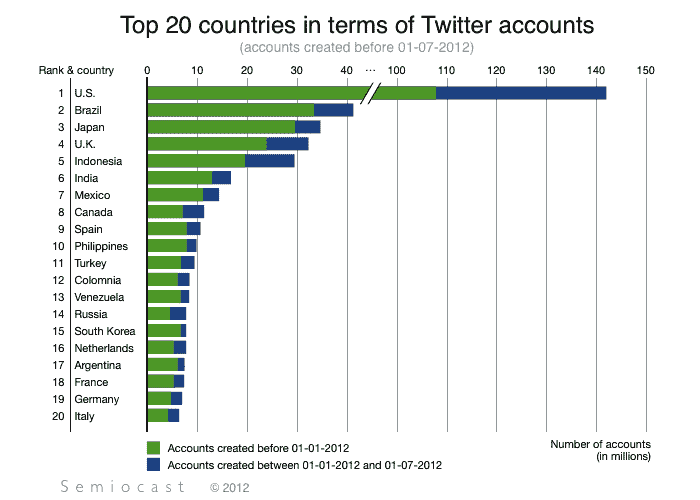 Top 20 countries in terms of Twitter accounts
(accounts created before 01-07-2012)
Rank & country 0 10 20 30 40 ... 100 110 120 130 140 150
1 U.S.
2 Brazil
3 Japan
4 U.K.
5 Indonesia
6 India
7 Mexico
8 Canada
9 Spain
10 Philippines
11 Turkey
12 Colomnia
13 Venezuela
14 Russia
15 South Korea
16 Netherlands
17 Argentina
18 France
19 Germany
20 Italy
Accounts created before 01-01-2012
Accounts created between 01-01-2012 and 01-07-2012
Number of accounts
(in millions)
Semiocast © 2012